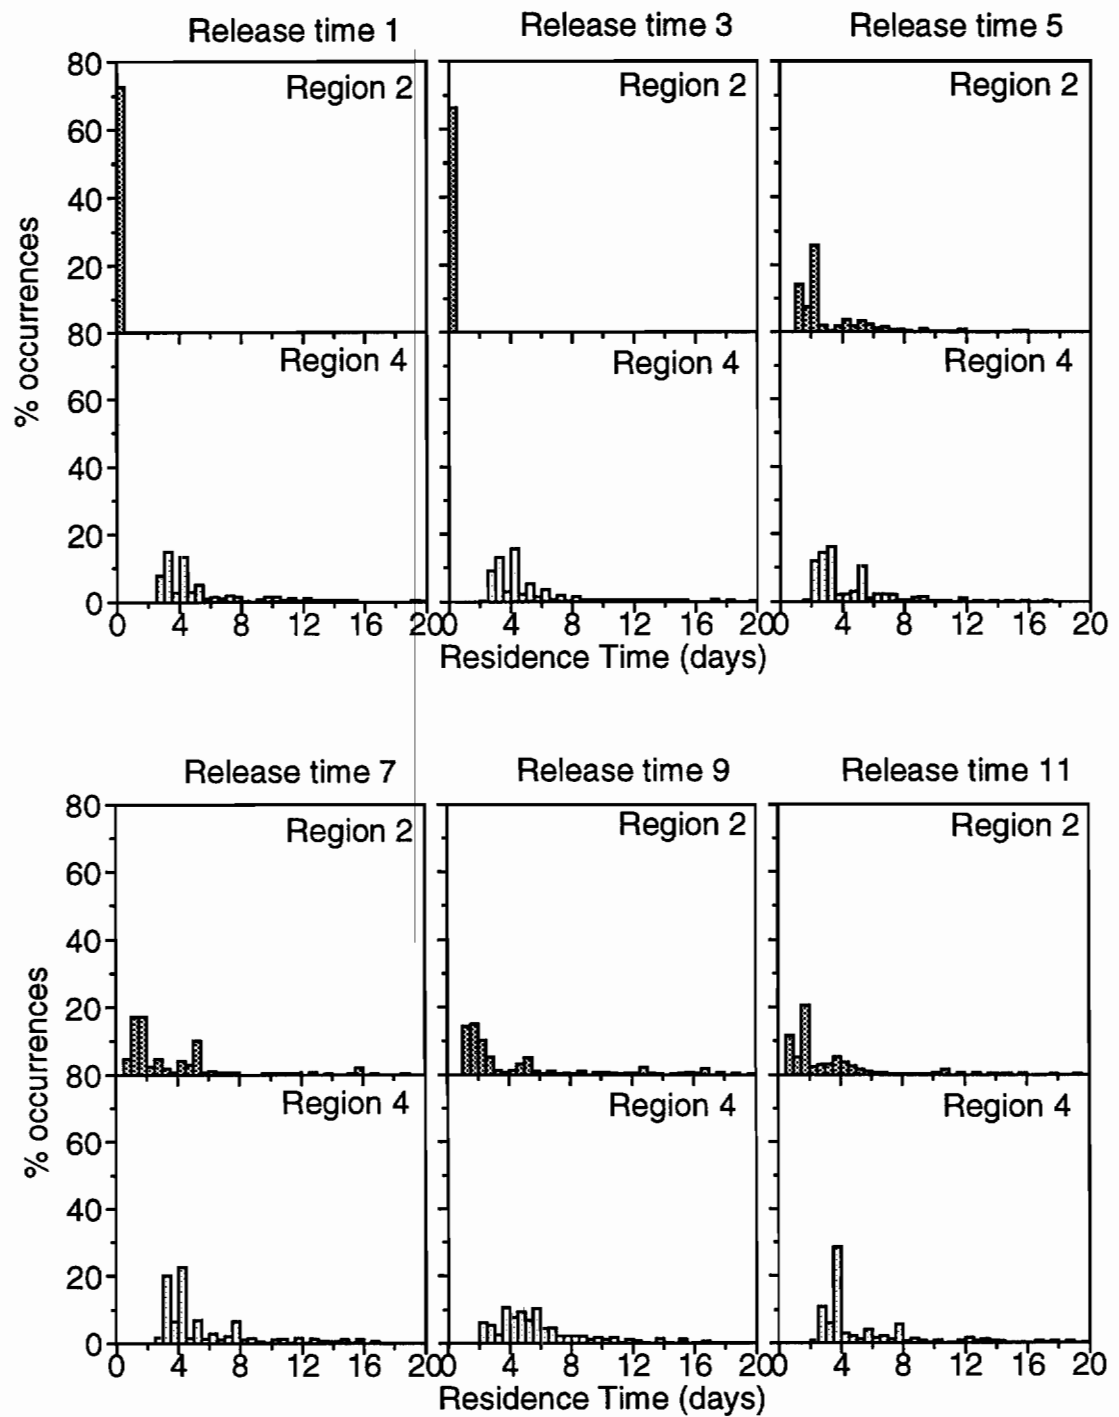 Release time 1 Release time 3 Release time 5
80 Region 2 Region 2 Region 2
60
40
20
80
Region 4 Region 4 Region 4
60
40
20
0
% occurrences
0 4 8 12 16 20 0 4 8 12 16 20 0 4 8 12 16 20
Residence Time (days)
Release time 7 Release time 9 Release time 11
80 Region 2 Region 2 Region 2
60
40
20
80
Region 4 Region 4 Region 4
60
40
20
0
% occurrences
0 4 8 12 16 20 0 4 8 12 16 20 0 4 8 12 16 20
Residence Time (days)